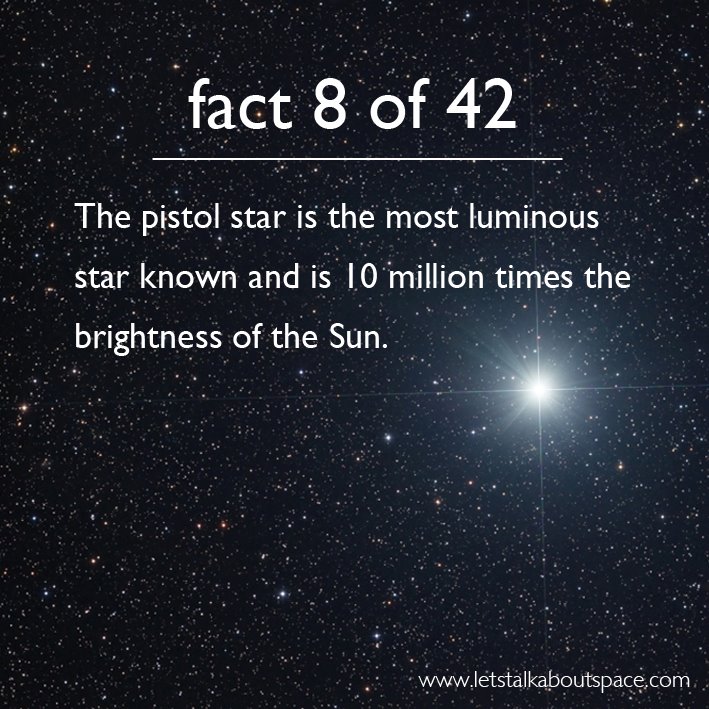 fact 8 of 42
The pistol star is the most luminous
star known and is 10 million times the
brightness of the Sun.
www.letstalkaboutspace.com